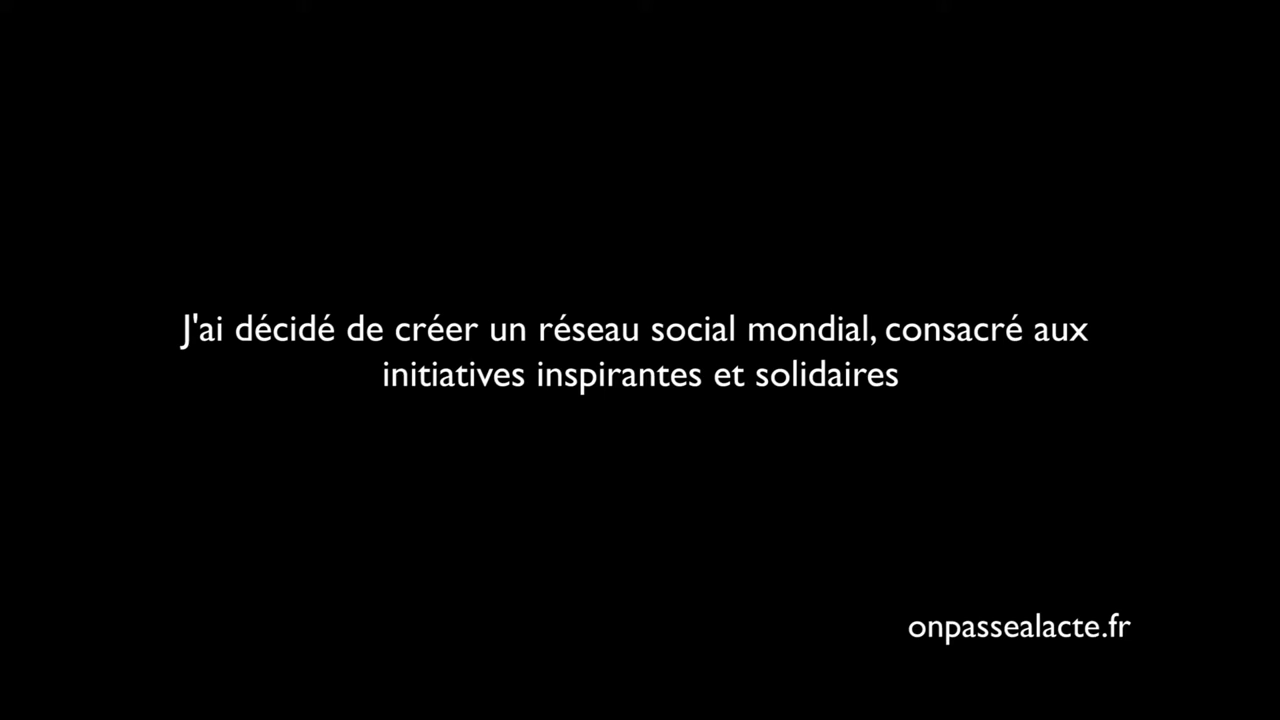 J'ai décidé de créer un réseau social mondial, consacré aux
initiatives inspirantes et solidaires
onpassealacte.fr